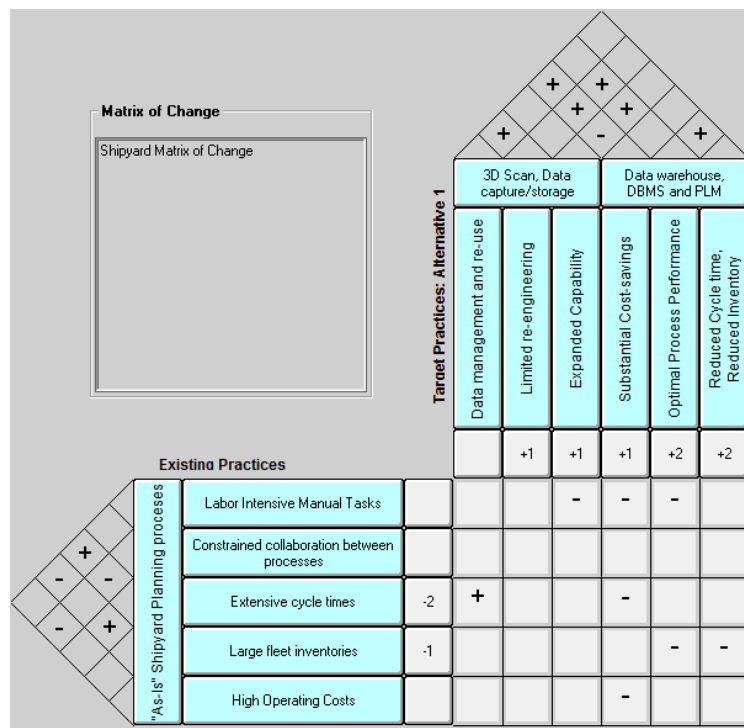 + +
+ +
+ - +
Matrix of Change
Shipyard Matrix of Change
3D Scan, Data
capture/storage
Data warehouse,
DBMS and PLM
Target Practices: Alternative 1
Data management and re-use
Limited re-engineering
Expanded Capability
Substantial Cost-savings
Optimal Process Performance
Reduced Cycle time,
Reduced Inventory
+1 +1 +1 +2 +2
Existing Practices
"As-Is" Shipyard Planning proceses
Labor Intensive Manual Tasks - - -
Constrained collaboration between
processes
+
- -
Extensive cycle times -2 + -
- +
Large fleet inventories -1 - -
High Operating Costs -